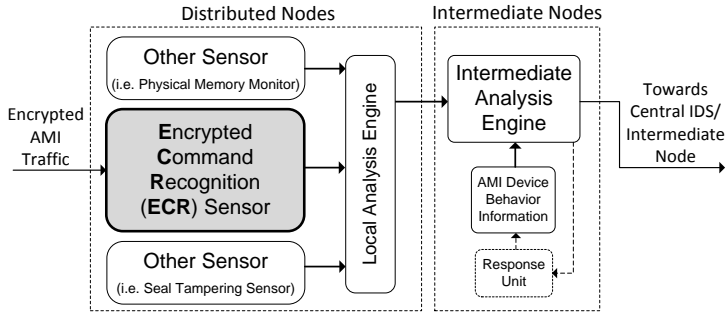 Distributed Nodes
Intermediate Nodes
Encrypted
AMI
Traffic
Other Sensor
(i.e. Physical Memory Monitor)
Encrypted
Command
Recognition
(ECR) Sensor
Other Sensor
(i.e. Seal Tampering Sensor)
Local Analysis Engine
Intermediate
Analysis
Engine
AMI Device
Behavior
Information
Response
Unit
Towards
Central IDS/
Intermediate
Node